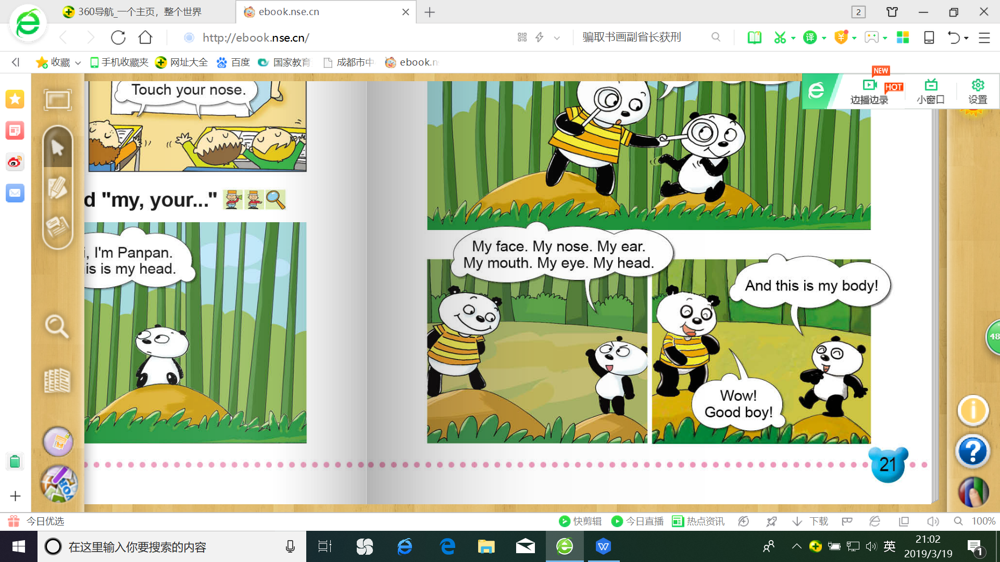 360导航_一个主页，整个世界
ebook.nse.cn
2
http://ebook.nse.cn/
骗取书画副省长获刑
译
收藏
手机收藏夹
网址大全
百度
国家教育
成都市中
ebook.n
NEW
HOT
边播边录
小窗口
设置
Touch your nose.
d "my, your..."
i, I'm Panpan.
is is my head.
My face. My nose. My ear.
My mouth. My eye. My head.
And this is my body!
Wow!
Good boy!
48
21
今日优选
快剪辑
今日直播
热点资讯
下载
100%
在这里输入你要搜索的内容
英
21:02
2019/3/19
1